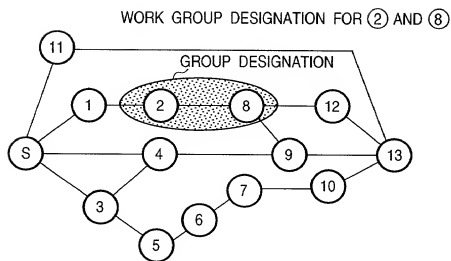 WORK GROUP DESIGNATION FOR ② AND ⑧
11
GROUP DESIGNATION
1 2 8 12
S 4 9 13
3 7 10
6
5